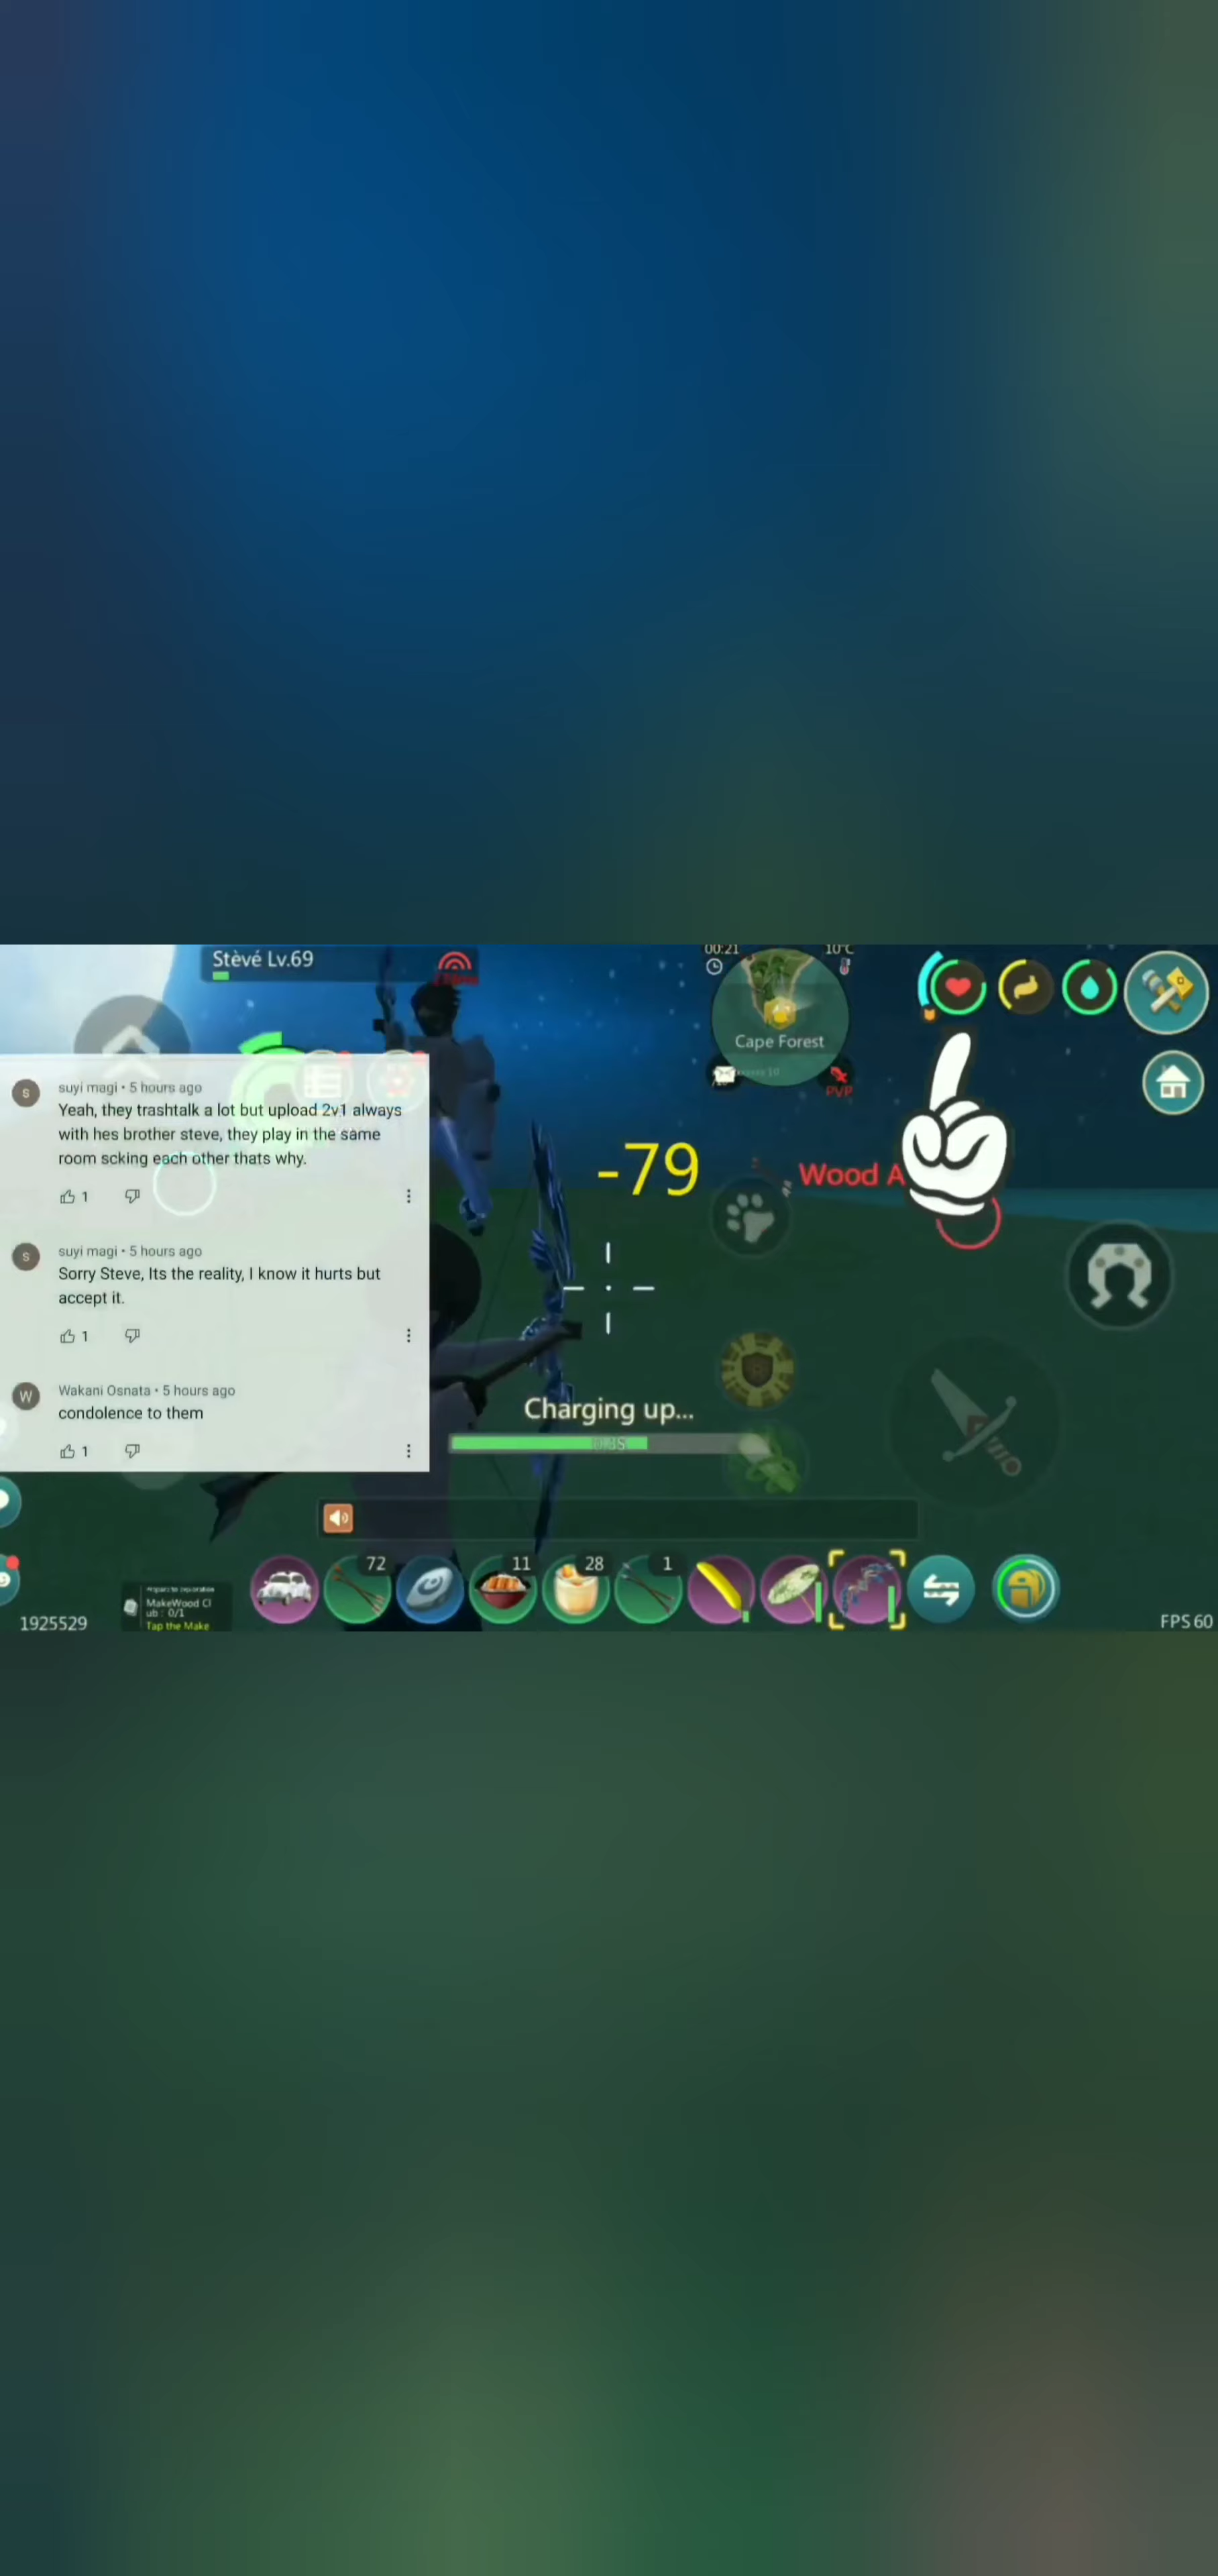 Stèvé Lv.69
00:21
10℃
Cape Forest
PVP
suyi magi • 5 hours ago
Yeah, they trashtalk a lot but upload 2v1 always
with hes brother steve, they play in the same
room scking each other thats why.
1
suyi magi • 5 hours ago
Sorry Steve, Its the reality, I know it hurts but
accept it.
1
Wakani Osnata • 5 hours ago
condolence to them
1
-79
Wood A
Charging up...
72
11
28
1
MakeWood Cl
ub : 0/1
Tap the Make
1925529
FPS 60